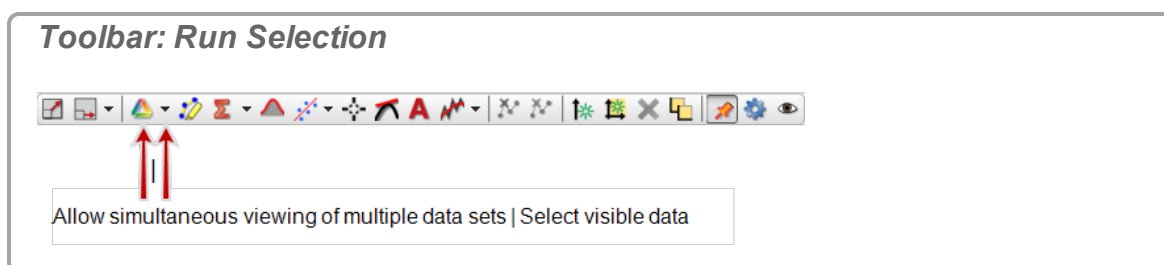 Toolbar: Run Selection
A
Allow simultaneous viewing of multiple data sets | Select visible data